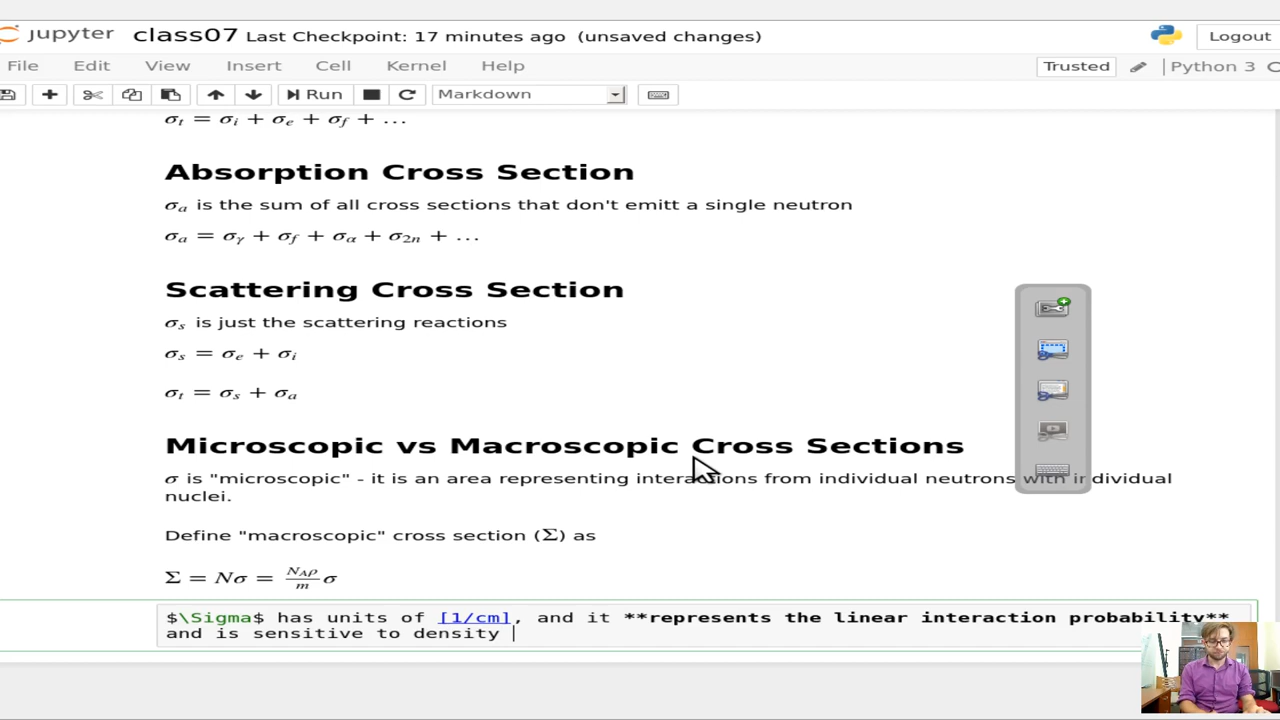 jupyter class07 Last Checkpoint: 17 minutes ago (unsaved changes) Logout
File Edit View Insert Cell Kernel Help Trusted Python 3
Run Markdown
σₜ = σᵢ + σₑ + σ_f + …
Absorption Cross Section
σₐ is the sum of all cross sections that don't emitt a single neutron
σₐ = σᵧ + σ_f + σ_α + σ₂ₙ + …
Scattering Cross Section
σₛ is just the scattering reactions
σₛ = σₑ + σᵢ
σₜ = σₛ + σₐ
Microscopic vs Macroscopic Cross Sections
σ is "microscopic" - it is an area representing interactions from individual neutrons with individual
nuclei.
Define "macroscopic" cross section (Σ) as
Σ = Nσ = N_Aρ/m σ
$\Sigma$ has units of [1/cm], and it **represents the linear interaction probability**
and is sensitive to density